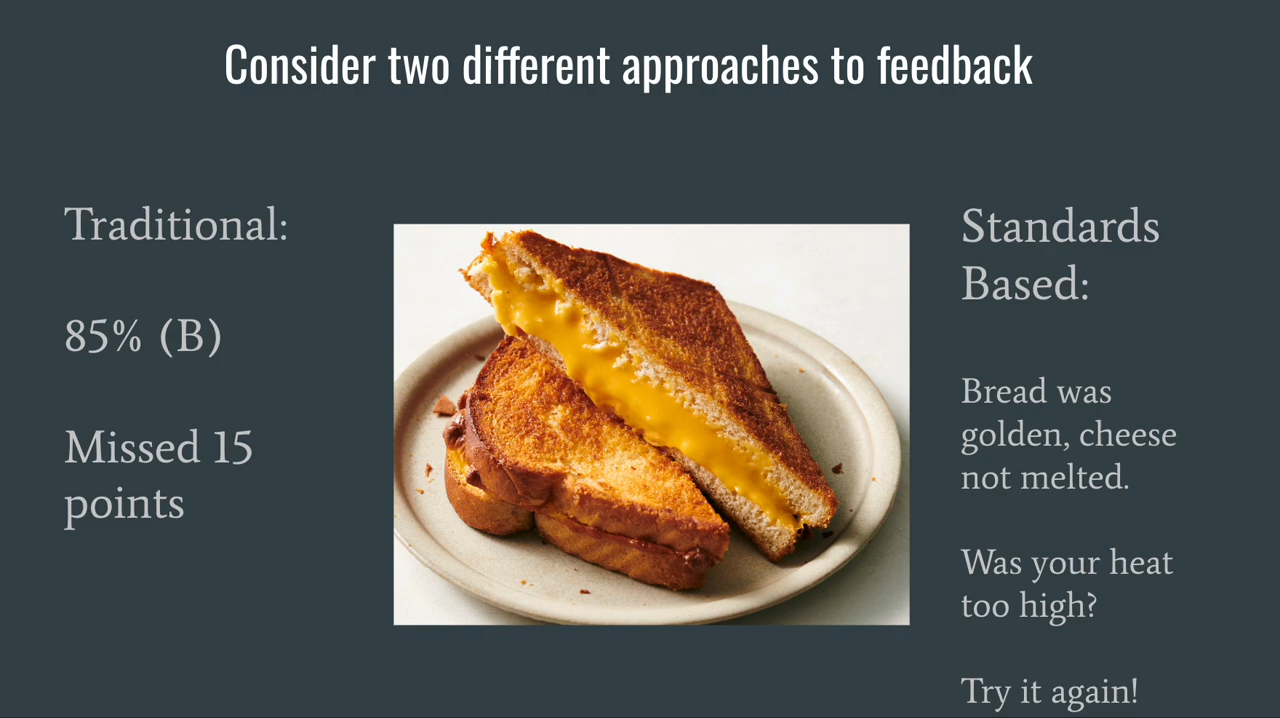 Consider two different approaches to feedback
Traditional:
85% (B)
Missed 15
points
Standards
Based:
Bread was
golden, cheese
not melted.
Was your heat
too high?
Try it again!